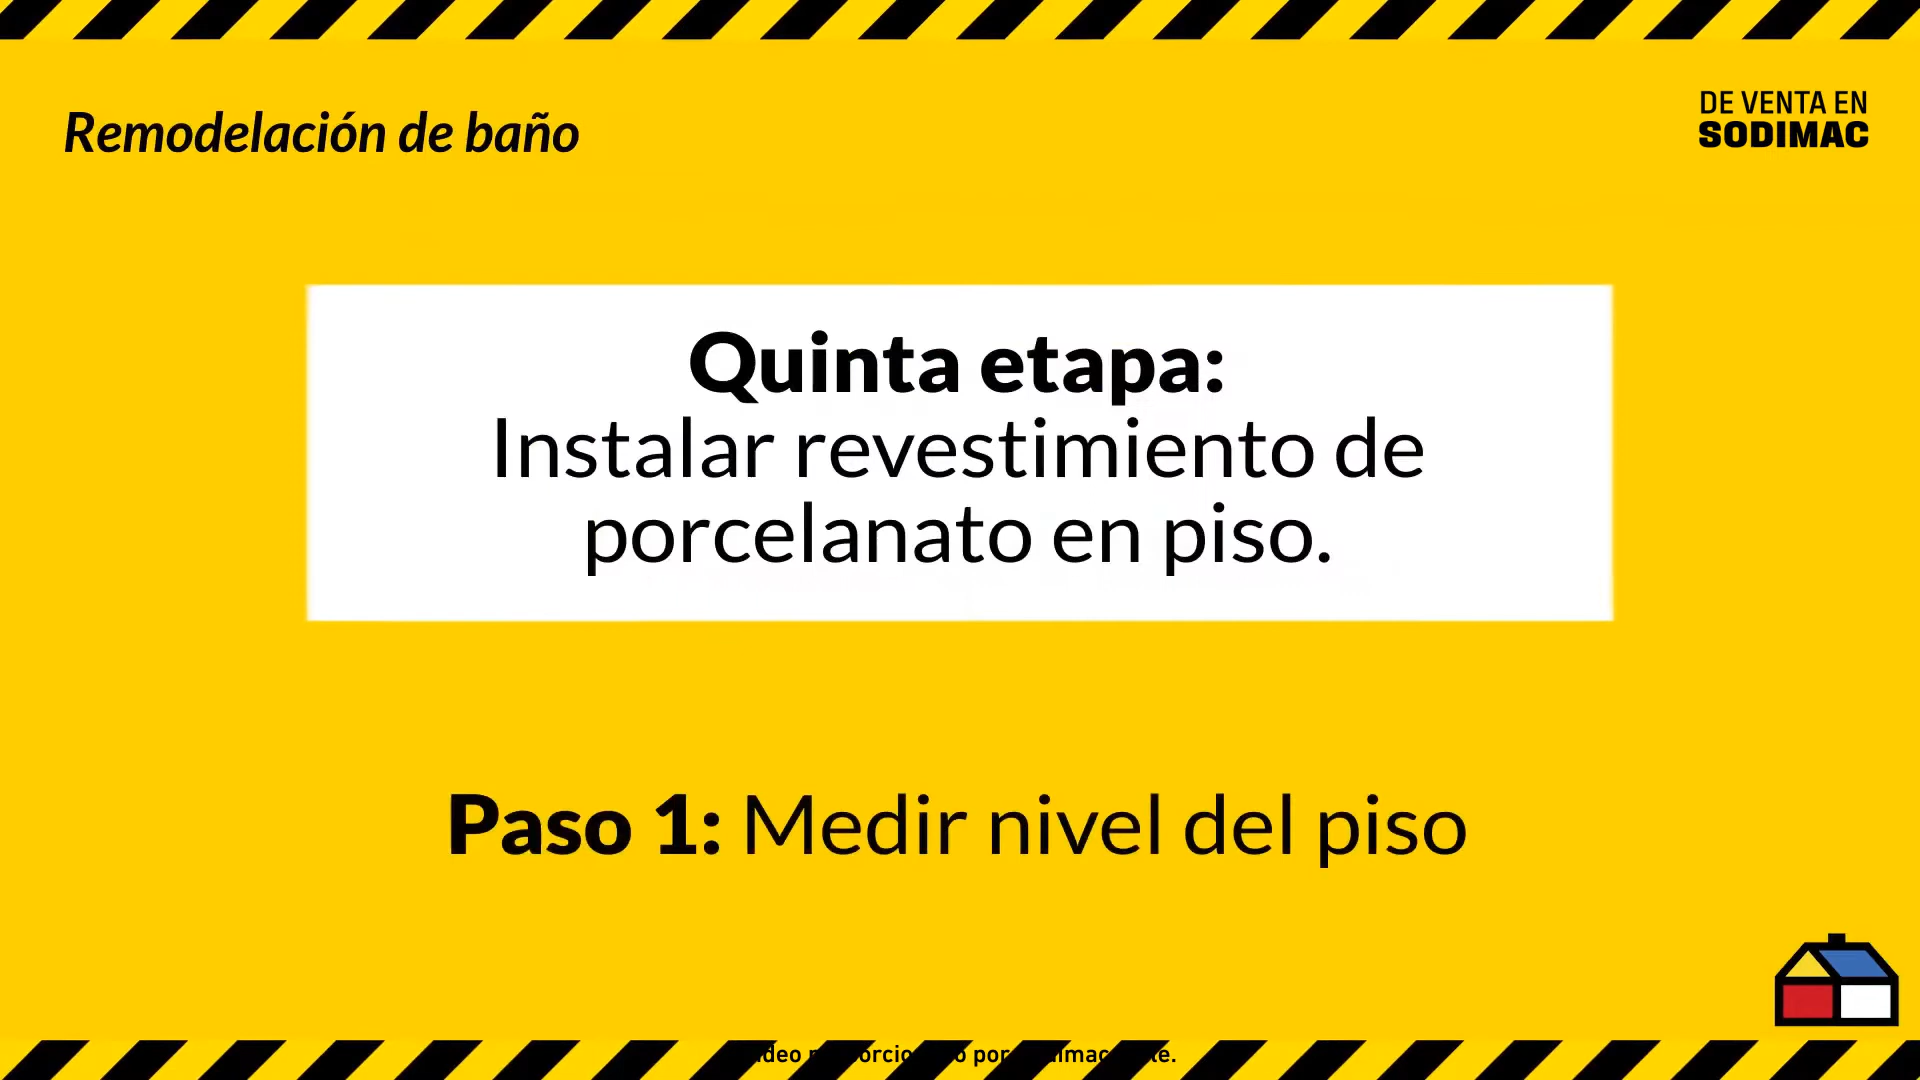 Remodelación de baño
DE VENTA EN
SODIMAC
Quinta etapa:
Instalar revestimiento de
porcelanato en piso.
Paso 1: Medir nivel del piso
por